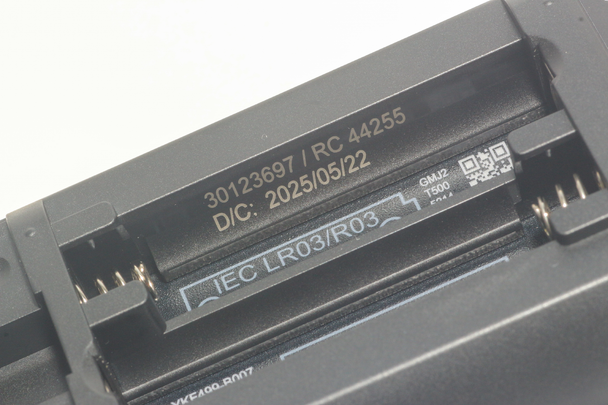 30123697 / RC 44255
D/C: 2025/05/22
GMJ2
T500
IEC LR03/R03